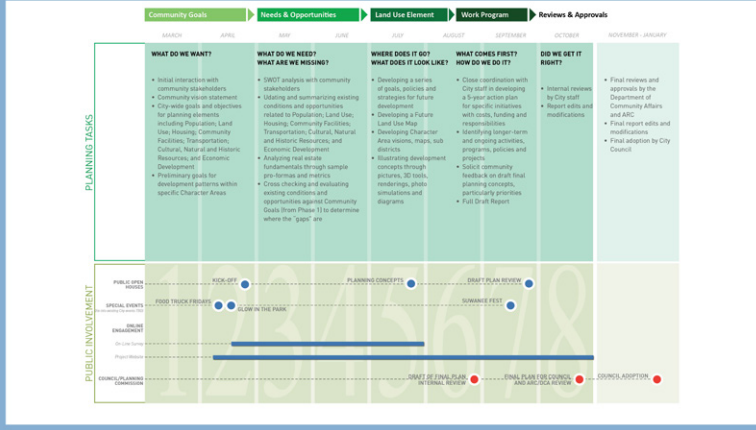 Community Goals
Needs & Opportunities
Land Use Element
Work Program
Reviews & Approvals
MARCH
APRIL
MAY
JUNE
JULY
AUGUST
SEPTEMBER
OCTOBER
NOVEMBER - JANUARY
PLANNING TASKS
WHAT DO WE WANT?
• Initial interaction with
community stakeholders
• Community vision statement
• City-wide goals and objectives
for planning elements
including Population; Land
Use; Housing; Community
Facilities; Transportation;
Cultural, Natural and Historic
Resources; and Economic
Development
• Preliminary goals for
development patterns within
specific Character Areas
WHAT DO WE NEED?
WHAT ARE WE MISSING?
• SWOT analysis with community
stakeholders
• Udating and summarizing existing
conditions and opportunities
related to Population; Land Use,
Housing; Community Facilities;
Transportation; Cultural, Natural
and Historic Resources; and
Economic Development
• Analyzing real estate
fundamentals through sample
pro-formas and metrics
• Cross checking and evaluating
existing conditions and
opportunities against Community
Goals (from Phase 1) to determine
where the "gaps" are
WHERE DOES IT GO?
WHAT DOES IT LOOK LIKE?
• Developing a series
of goals, policies and
strategies for future
development
• Developing a Future
Land Use Map
• Developing Character
Area visions, maps, sub
districts
• Illustrating development
concepts through
pictures, 3D tools,
renderings, photo
simulations and
diagrams
WHAT COMES FIRST?
HOW DO WE DO IT?
• Close coordination with
City staff in developing
a 5-year action plan
for specific initiatives
with costs, funding and
responsibilities
• Identifying longer-term
and ongoing activities,
programs, policies and
projects
• Solicit community
feedback on draft final
planning concepts,
particularly priorities
• Full Draft Report
DID WE GET IT
RIGHT?
• Internal reviews
by City staff
• Report edits and
modifications
• Final reviews and
approvals by the
Department of
Community Affairs
and ARC
• Final report edits and
modifications
• Final adoption by City
Council
PUBLIC INVOLVEMENT
1 2 3 4 5 6 7 8
PUBLIC OPEN
HOUSES
KICK-OFF
PLANNING CONCEPTS
DRAFT PLAN REVIEW
SPECIAL EVENTS
FOOD TRUCK FRIDAYS
GLOW IN THE PARK
SUWANEE FEST
ONLINE
ENGAGEMENT
On-Line Survey
Project Website
COUNCIL/PLANNING
COMMISSION
DRAFT OF FINAL PLAN
INTERNAL REVIEW
FINAL PLAN FOR COUNCIL
AND ARC/DCA REVIEW
COUNCIL ADOPTION